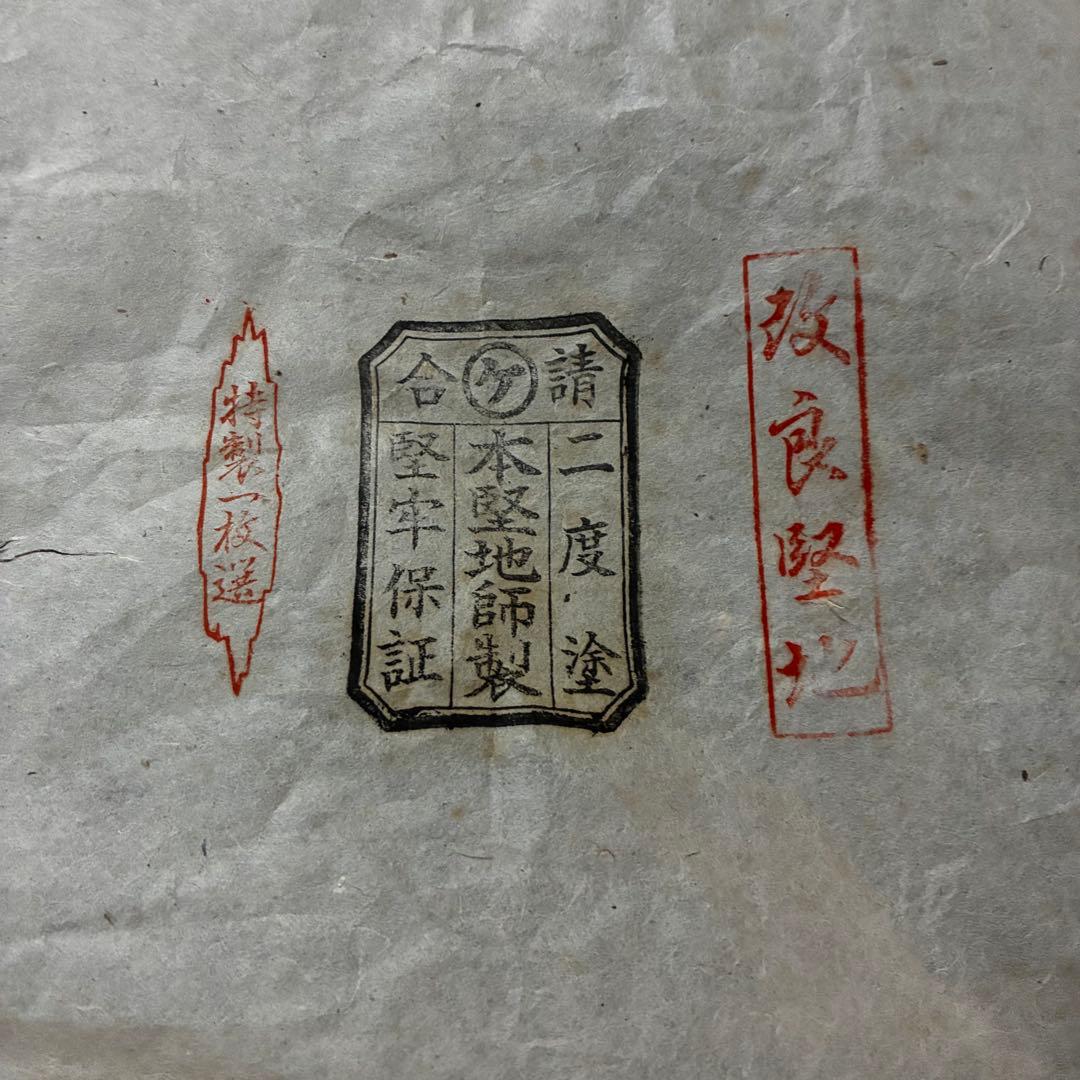 改良堅地
請㋘合
二度塗
本堅地師製
堅牢保証
特製一枚選